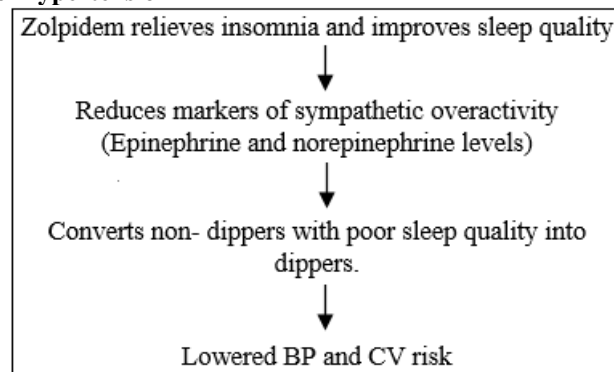 Zolpidem relieves insomnia and improves sleep quality
Reduces markers of sympathetic overactivity
(Epinephrine and norepinephrine levels)
Converts non- dippers with poor sleep quality into
dippers.
Lowered BP and CV risk